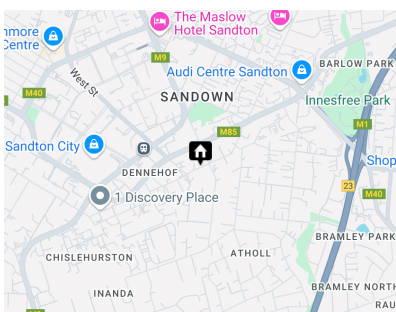 The Maslow
Hotel Sandton
nmore
Centre
M9
BARLOW PARK
Audi Centre Sandton
West St
M40
SANDOWN
Innesfree Park
M1
M85
Sandton City
Shop
DENNEHOF
23
M40
1 Discovery Place
BRAMLEY PARK
ATHOLL
CHISLEHURSTON
BRAMLEY NORTH
INANDA
RAU